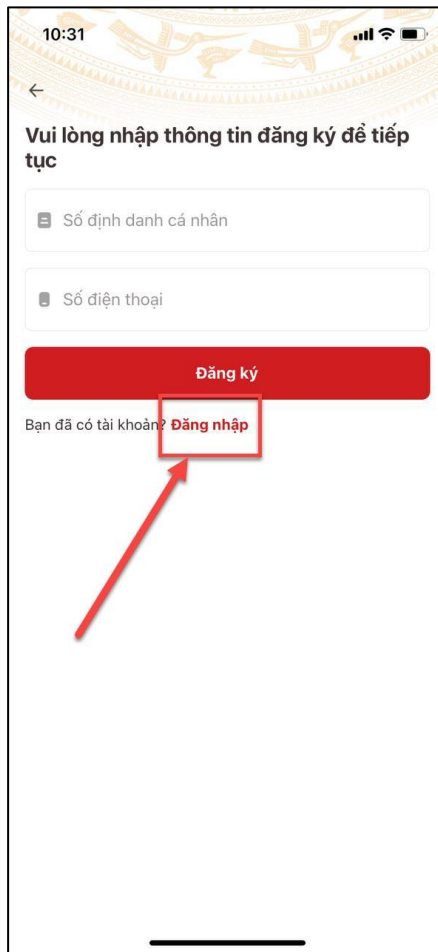 10:31
Vui lòng nhập thông tin đăng ký để tiếp
tục
Số định danh cá nhân
Số điện thoại
Đăng ký
Bạn đã có tài khoản? Đăng nhập